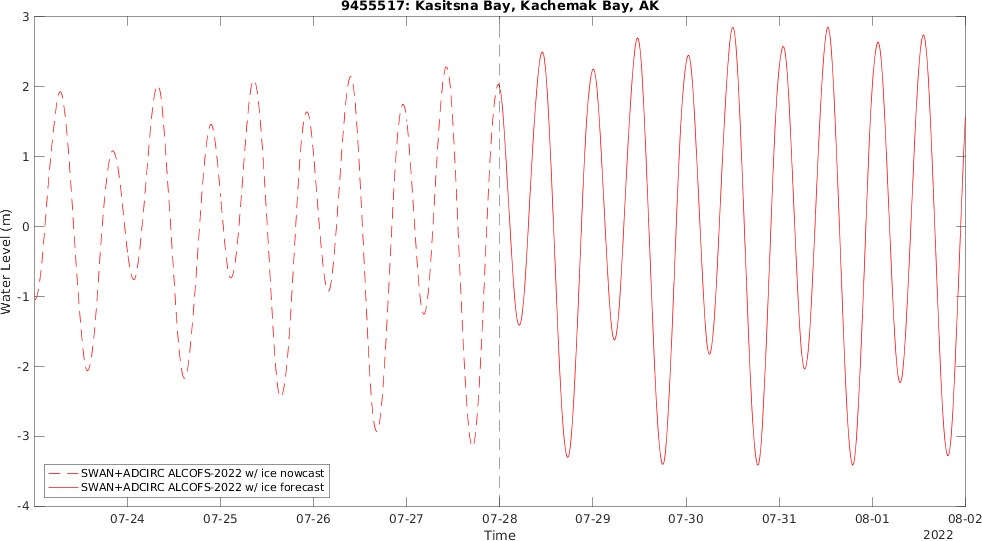 9455517: Kasitsna Bay, Kachemak Bay, AK
3
2
1
0
-1
-2
-3
-4
Water Level (m)
SWAN+ADCIRC ALCOFS-2022 w/ ice nowcast
SWAN+ADCIRC ALCOFS-2022 w/ ice forecast
07-24 07-25 07-26 07-27 07-28 07-29 07-30 07-31 08-01 08-02
Time
2022